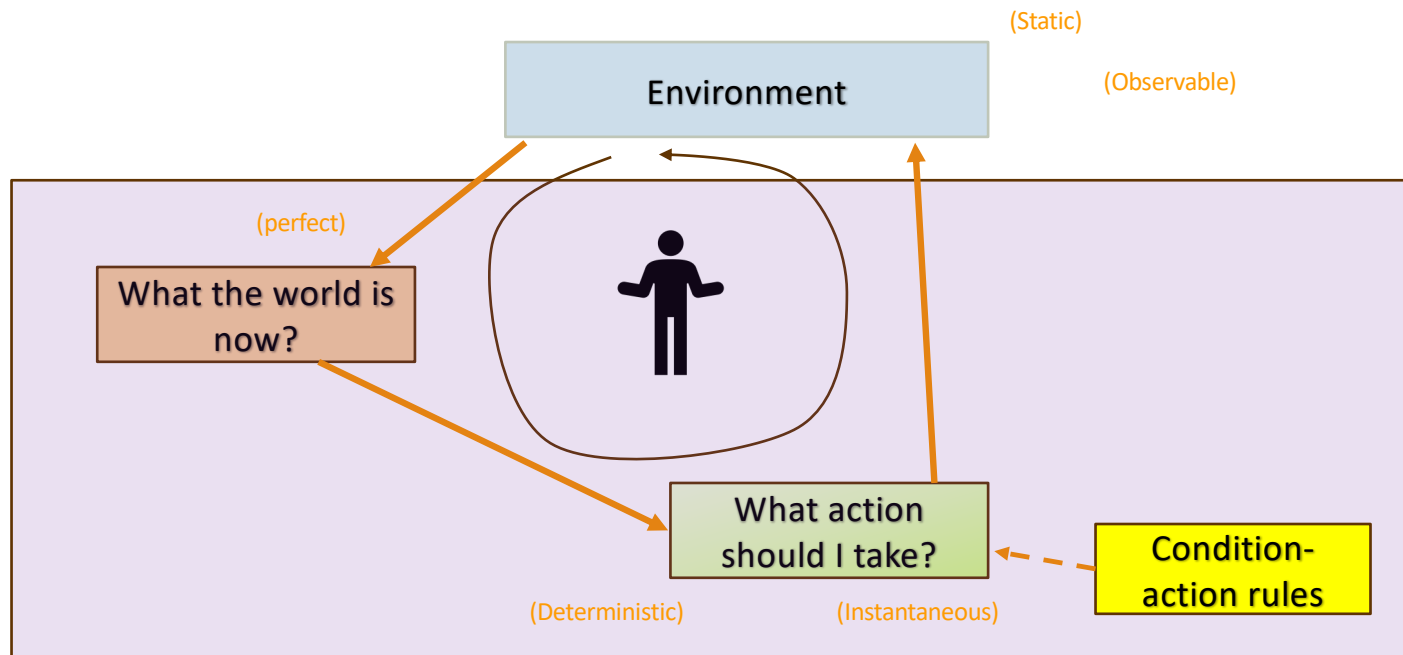 (Static)
Environment
(Observable)
(perfect)
What the world is
now?
What action
should I take?
Condition-
action rules
(Deterministic)
(Instantaneous)